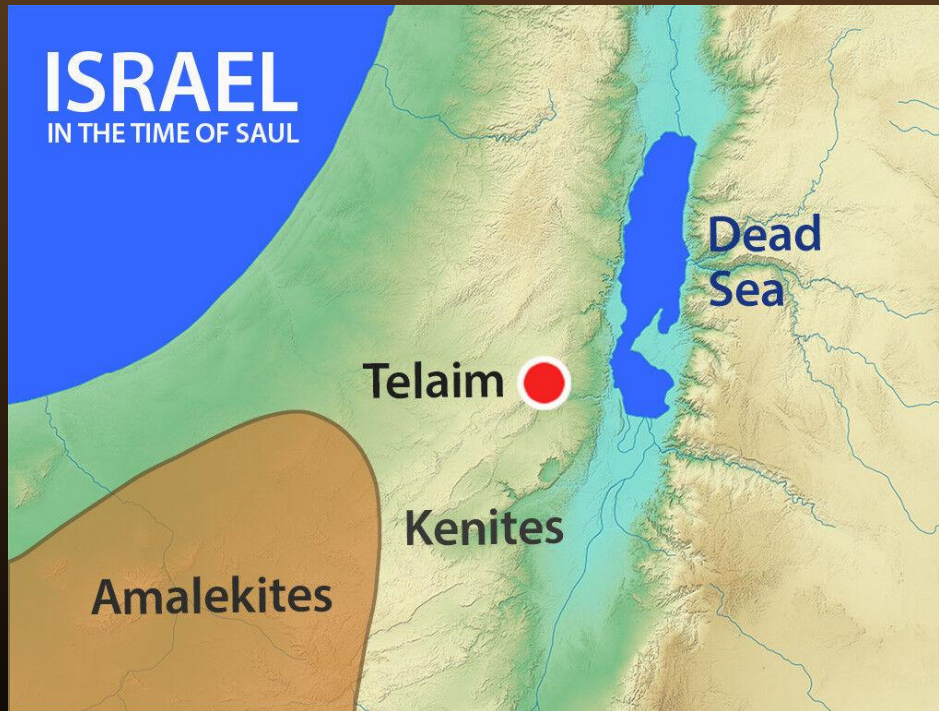 ISRAEL
IN THE TIME OF SAUL
Dead
Sea
Telaim
Kenites
Amalekites